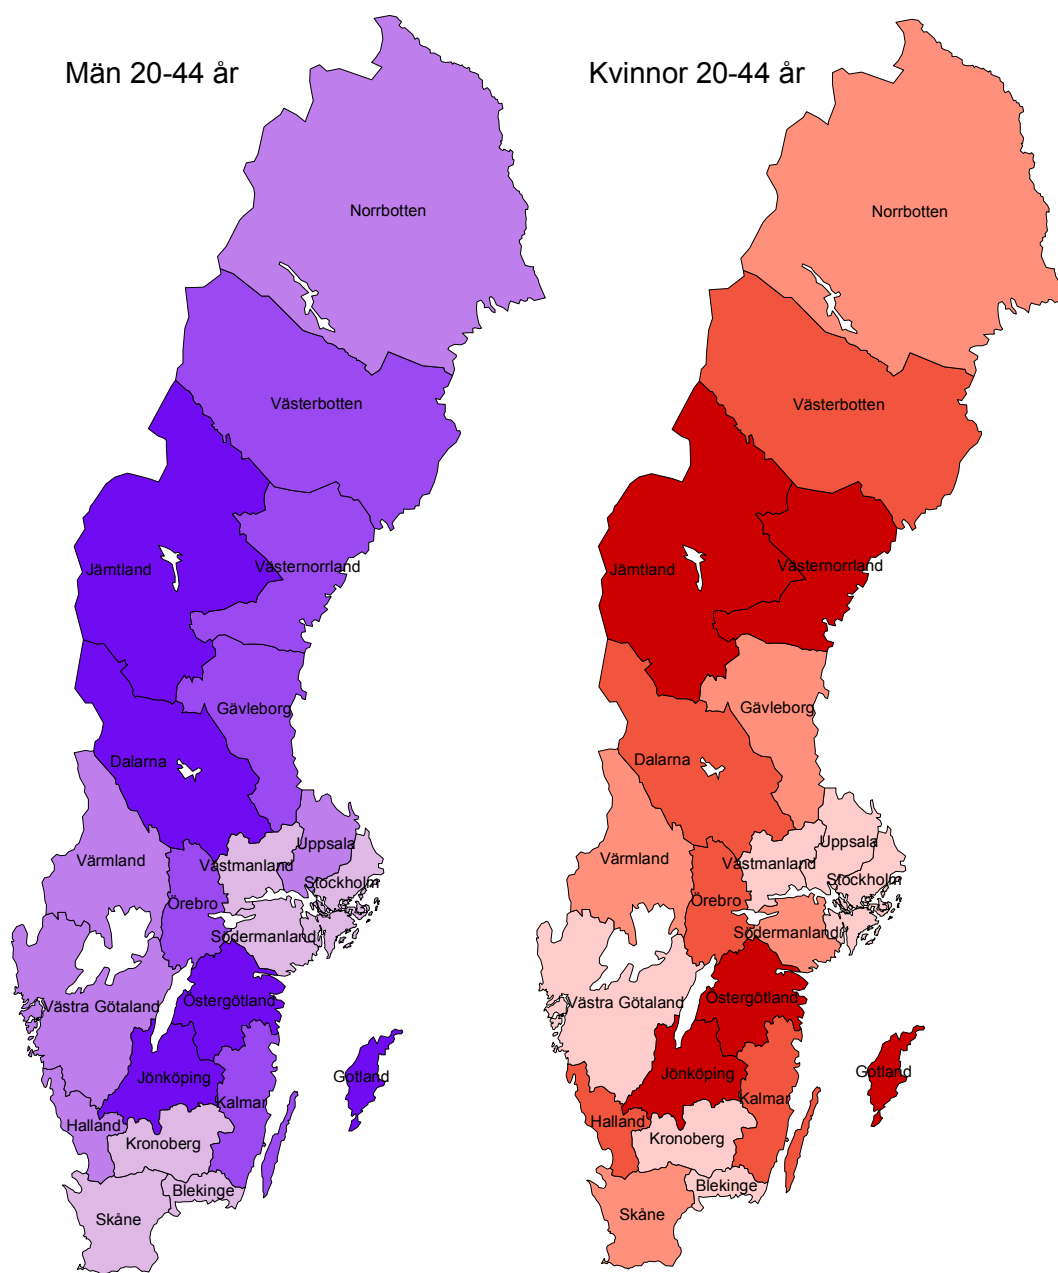 Män 20-44 år
Norrbotten
Västerbotten
Jämtland
Västernorrland
Gävleborg
Dalarna
Värmland
Västmanland
Uppsala
Stockholm
Örebro
Södermanland
Västra Götaland
Östergötland
Jönköping
Gotland
Kalmar
Halland
Kronoberg
Blekinge
Skåne
Kvinnor 20-44 år
Norrbotten
Västerbotten
Jämtland
Västernorrland
Gävleborg
Dalarna
Värmland
Västmanland
Uppsala
Stockholm
Örebro
Södermanland
Västra Götaland
Östergötland
Jönköping
Gotland
Kalmar
Halland
Kronoberg
Blekinge
Skåne